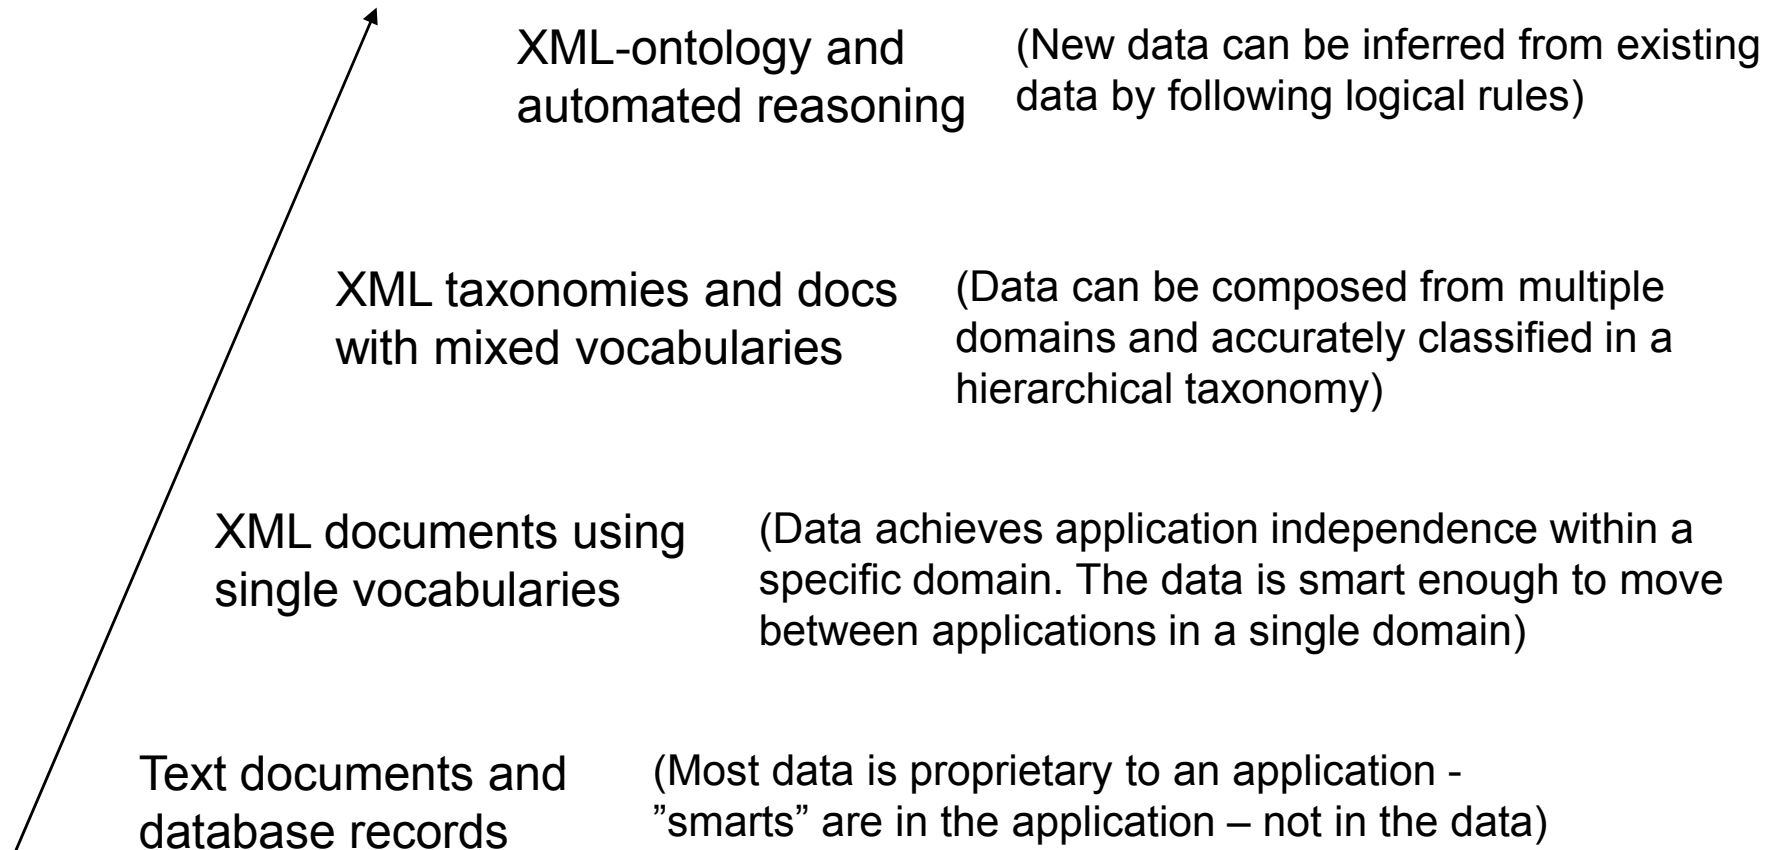 XML-ontology and
automated reasoning
(New data can be inferred from existing
data by following logical rules)
XML taxonomies and docs
with mixed vocabularies
(Data can be composed from multiple
domains and accurately classified in a
hierarchical taxonomy)
XML documents using
single vocabularies
(Data achieves application independence within a
specific domain. The data is smart enough to move
between applications in a single domain)
Text documents and
database records
(Most data is proprietary to an application -
”smarts” are in the application – not in the data)